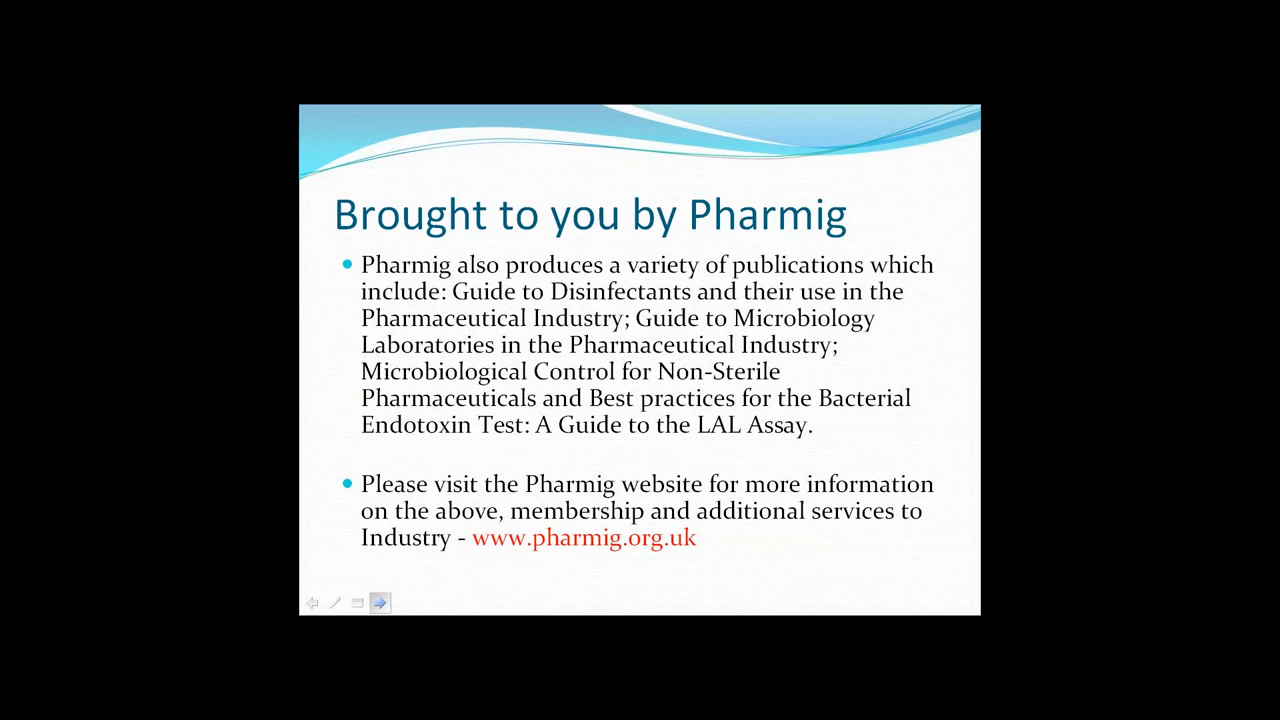 Brought to you by Pharmig
Pharmig also produces a variety of publications which
include: Guide to Disinfectants and their use in the
Pharmaceutical Industry; Guide to Microbiology
Laboratories in the Pharmaceutical Industry;
Microbiological Control for Non-Sterile
Pharmaceuticals and Best practices for the Bacterial
Endotoxin Test: A Guide to the LAL Assay.
Please visit the Pharmig website for more information
on the above, membership and additional services to
Industry - www.pharmig.org.uk